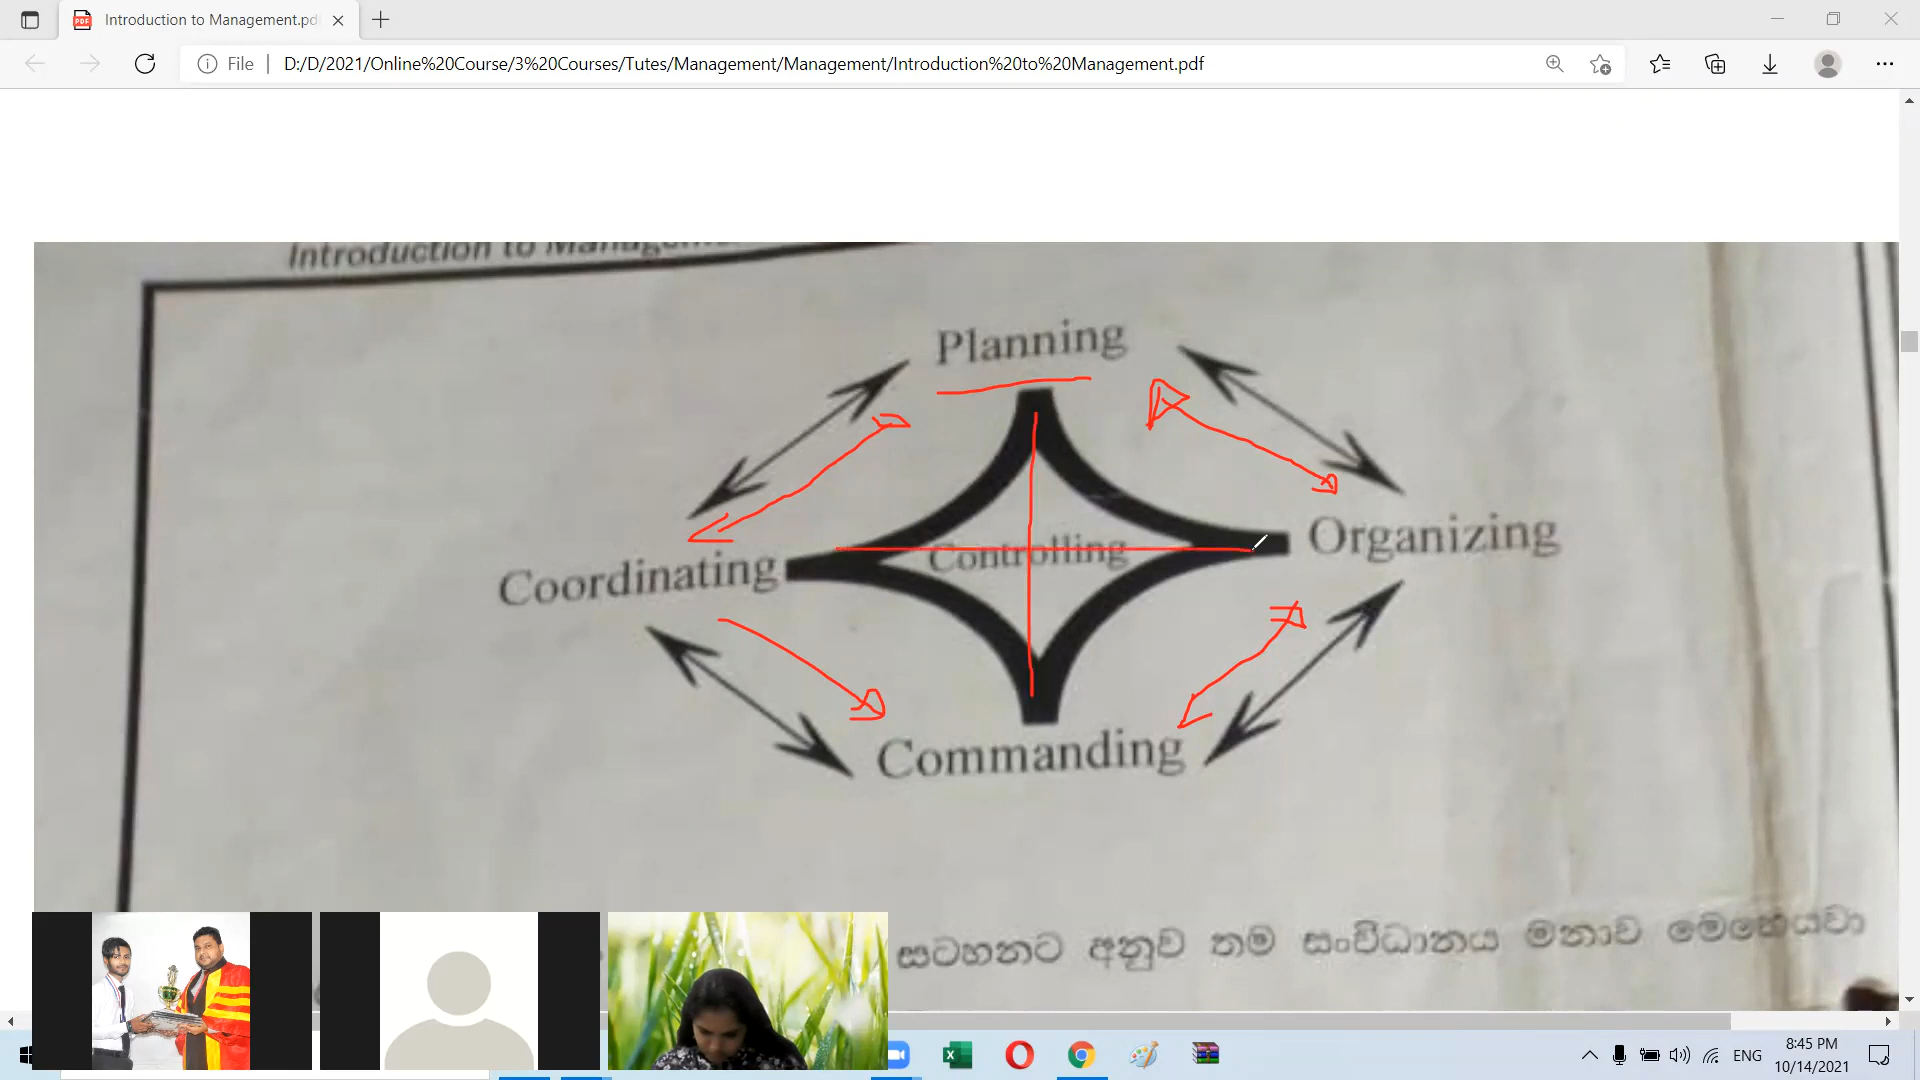 Introduction to Management.pd
File
D:/D/2021/Online%20Course/3%20Courses/Tutes/Management/Management/Introduction%20to%20Management.pdf
Introduction to
Planning
Controlling
Organizing
Coordinating
Commanding
සටහනට අනුව තම සංවිධානය මනාව මෙහෙයවා
ENG
8:45 PM
10/14/2021